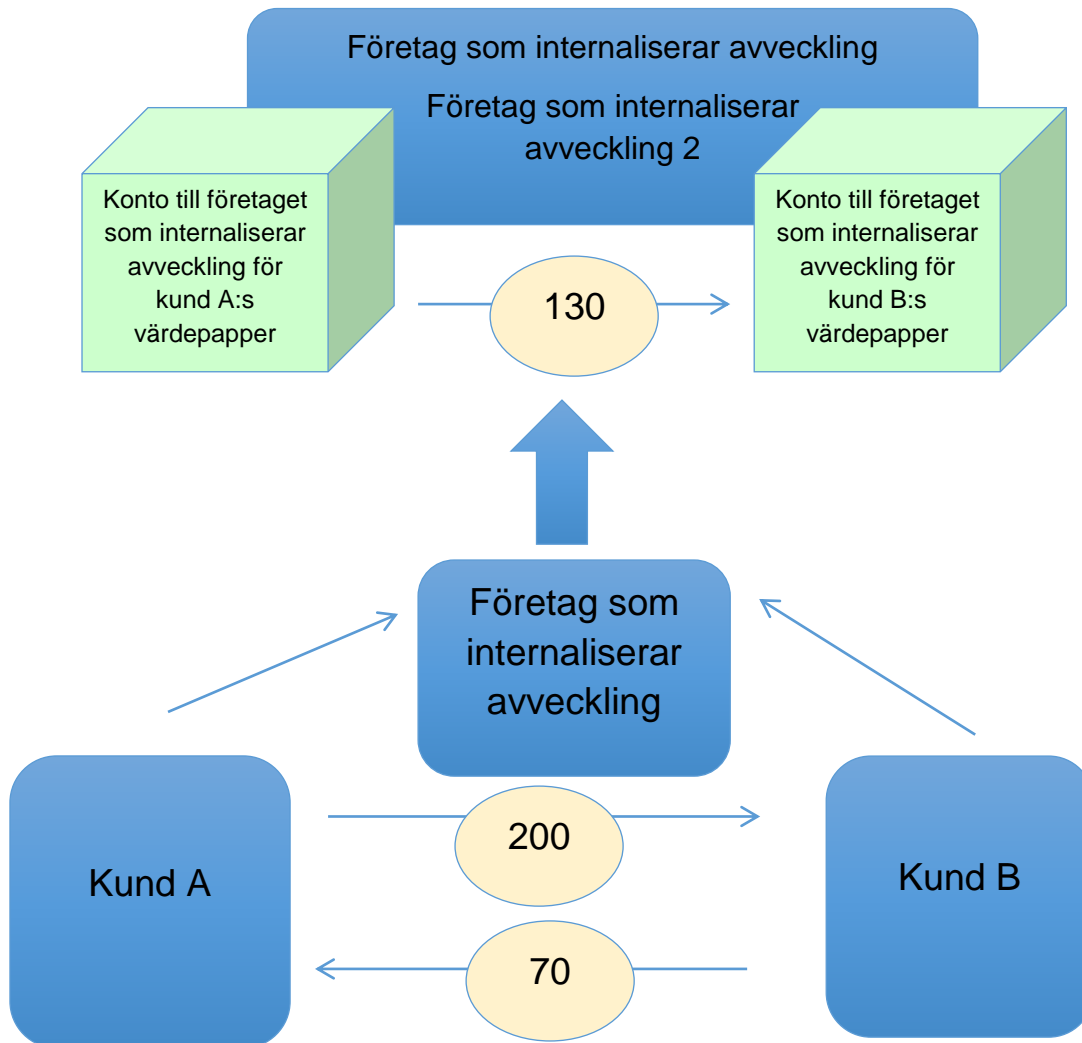 Företag som internaliserar avveckling
Företag som internaliserar
avveckling 2
Konto till företaget
som internaliserar
avveckling för
kund A:s
värdepapper
130
Konto till företaget
som internaliserar
avveckling för
kund B:s
värdepapper
Företag som
internaliserar
avveckling
200
Kund A
Kund B
70